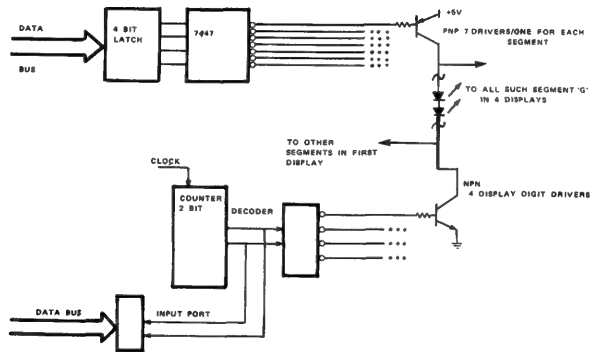 DATA
BUS
4 BIT
LATCH
7447
+5V
PNP 7 DRIVERS/ONE FOR EACH
SEGMENT
TO ALL SUCH SEGMENT 'G'
IN 4 DISPLAYS
TO OTHER
SEGMENTS IN FIRST
DISPLAY
CLOCK
COUNTER
2 BIT
DECODER
NPN
4 DISPLAY DIGIT DRIVERS
DATA BUS
INPUT PORT